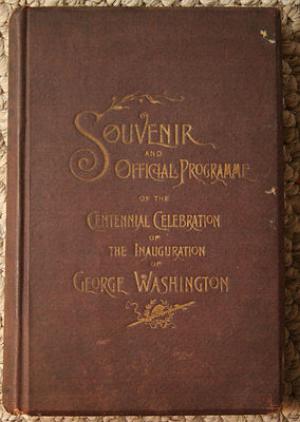 SOUVENIR
AND
OFFICIAL PROGRAMME
OF THE
CENTENNIAL CELEBRATION
OF
THE INAUGURATION
OF
GEORGE WASHINGTON